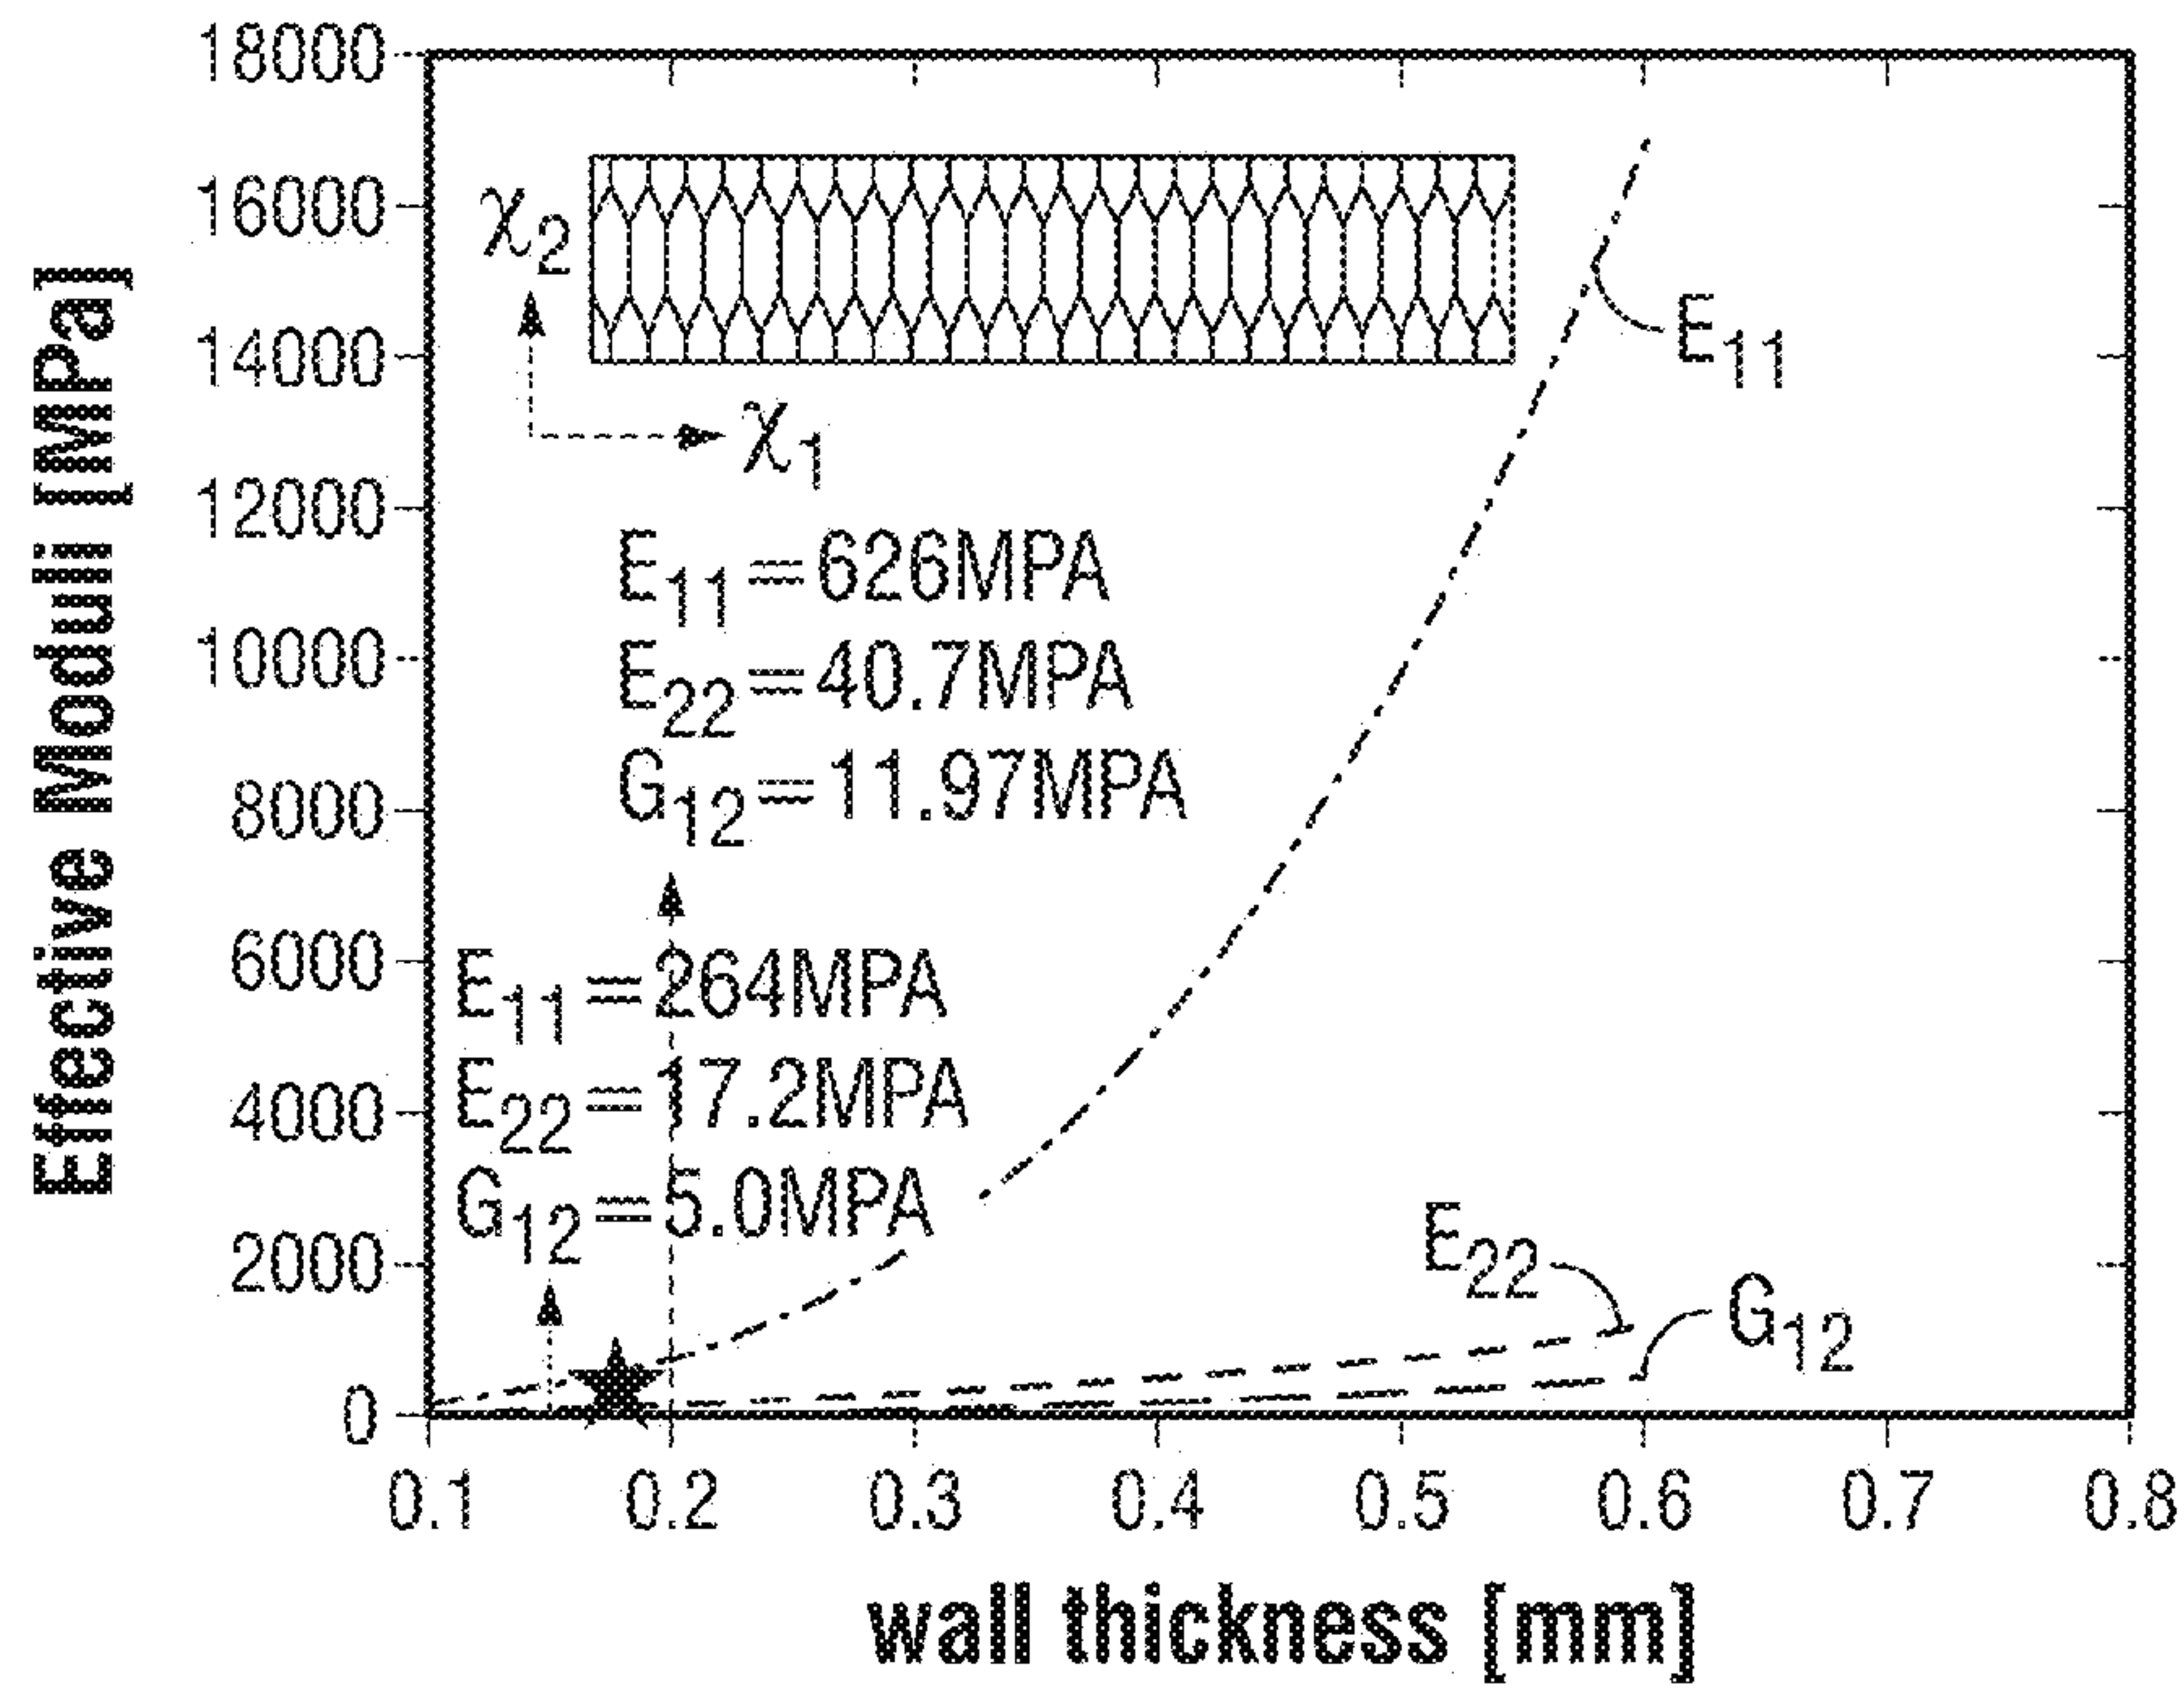 Effective Moduli [MPa]
18000
16000
14000
12000
10000
8000
6000
4000
2000
0
χ2
χ1
E11
E11=626MPA
E22=40.7MPA
G12=11.97MPA
E11=264MPA
E22=17.2MPA
G12=5.0MPA
E22
G12
0.1 0.2 0.3 0.4 0.5 0.6 0.7 0.8
wall thickness [mm]